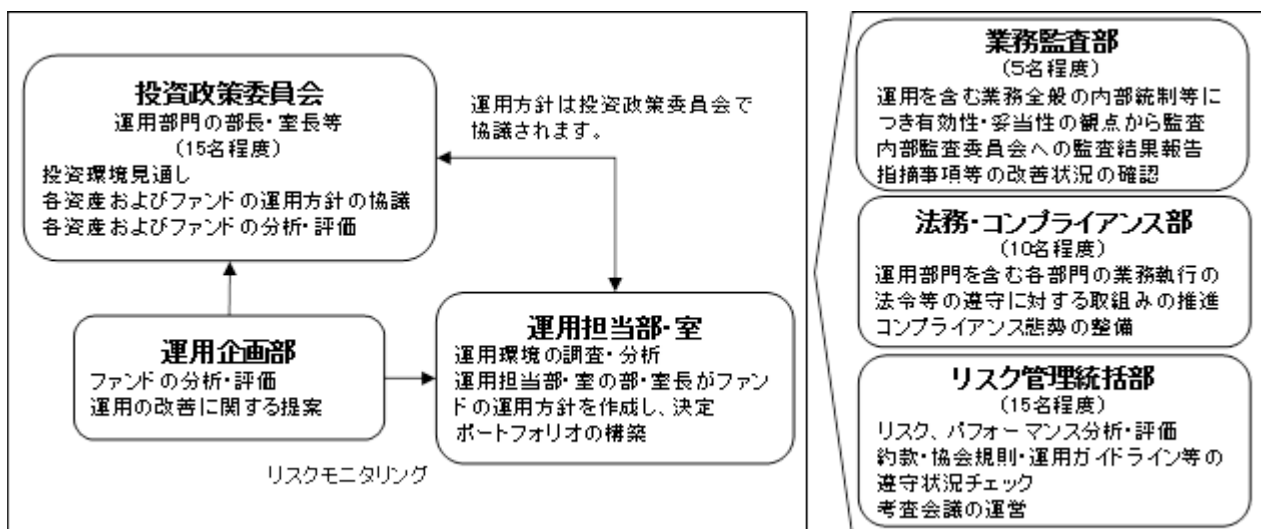 投資政策委員会
運用部門の部長・室長等
(15名程度)
投資環境見通し
各資産およびファンドの運用方針の協議
各資産およびファンドの分析・評価
運用方針は投資政策委員会で
協議されます。
運用企画部
ファンドの分析・評価
運用の改善に関する提案
運用担当部・室
運用環境の調査・分析
運用担当部・室の部・室長がファン
ドの運用方針を作成し、決定
ポートフォリオの構築
リスクモニタリング
業務監査部
(5名程度)
運用を含む業務全般の内部統制等に
つき有効性・妥当性の観点から監査
内部監査委員会への監査結果報告
指摘事項等の改善状況の確認
法務・コンプライアンス部
(10名程度)
運用部門を含む各部門の業務執行の
法令等の遵守に対する取組みの推進
コンプライアンス態勢の整備
リスク管理統括部
(15名程度)
リスク、パフォーマンス分析・評価
約款・協会規則・運用ガイドライン等の
遵守状況チェック
考査会議の運営